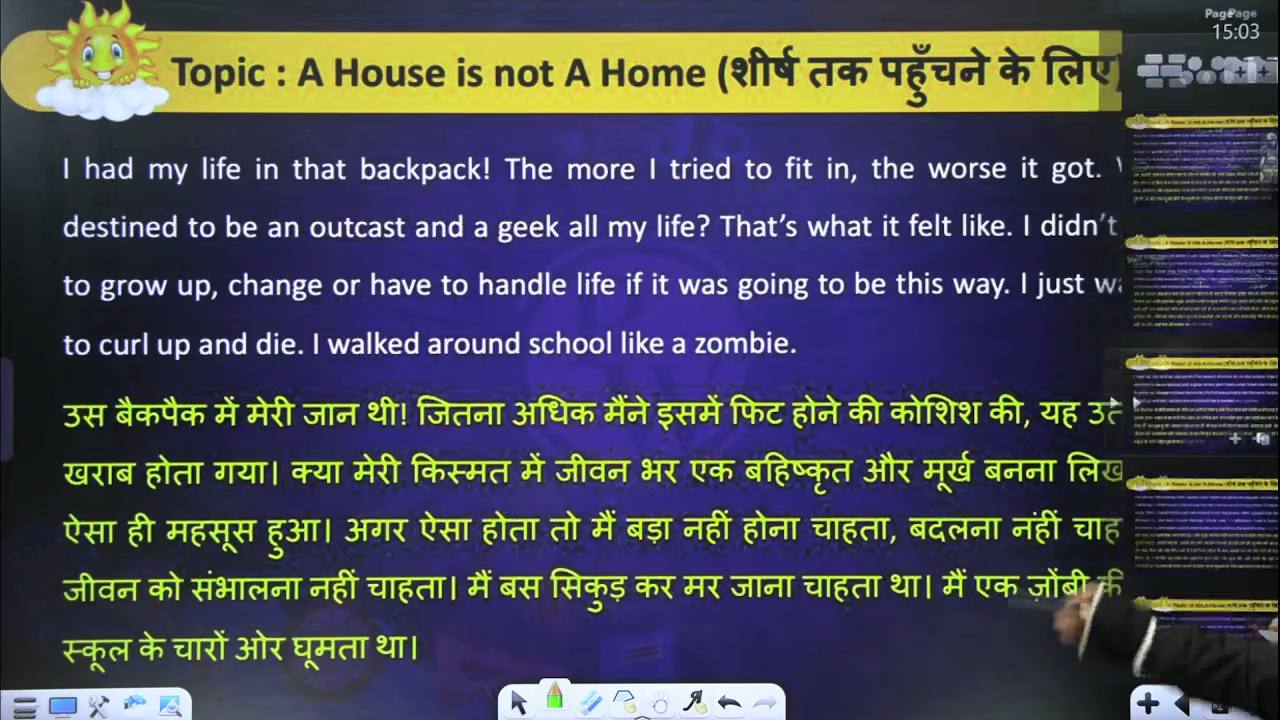 PagePage
15:03
Topic : A House is not A Home (शीर्ष तक पहुँचने के लिए)
I had my life in that backpack! The more I tried to fit in, the worse it got.
destined to be an outcast and a geek all my life? That’s what it felt like. I didn’t
to grow up, change or have to handle life if it was going to be this way. I just
to curl up and die. I walked around school like a zombie.
उस बैकपैक में मेरी जान थी! जितना अधिक मैंने इसमें फिट होने की कोशिश की, यह
खराब होता गया। क्या मेरी किस्मत में जीवन भर एक बहिष्कृत और मूर्ख बनना
ऐसा ही महसूस हुआ। अगर ऐसा होता तो मैं बड़ा नहीं होना चाहता, बदलना नंहीं
जीवन को संभालना नहीं चाहता। मैं बस सिकुड़ कर मर जाना चाहता था। मैं एक ज़ोंबी की
स्कूल के चारों ओर घूमता था।